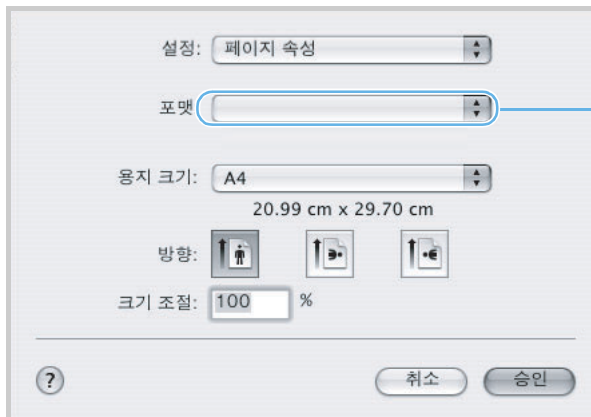 설정: 페이지 속성
포맷
용지 크기: A4
20.99 cm x 29.70 cm
방향:
크기 조절: 100 %
? 취소 승인